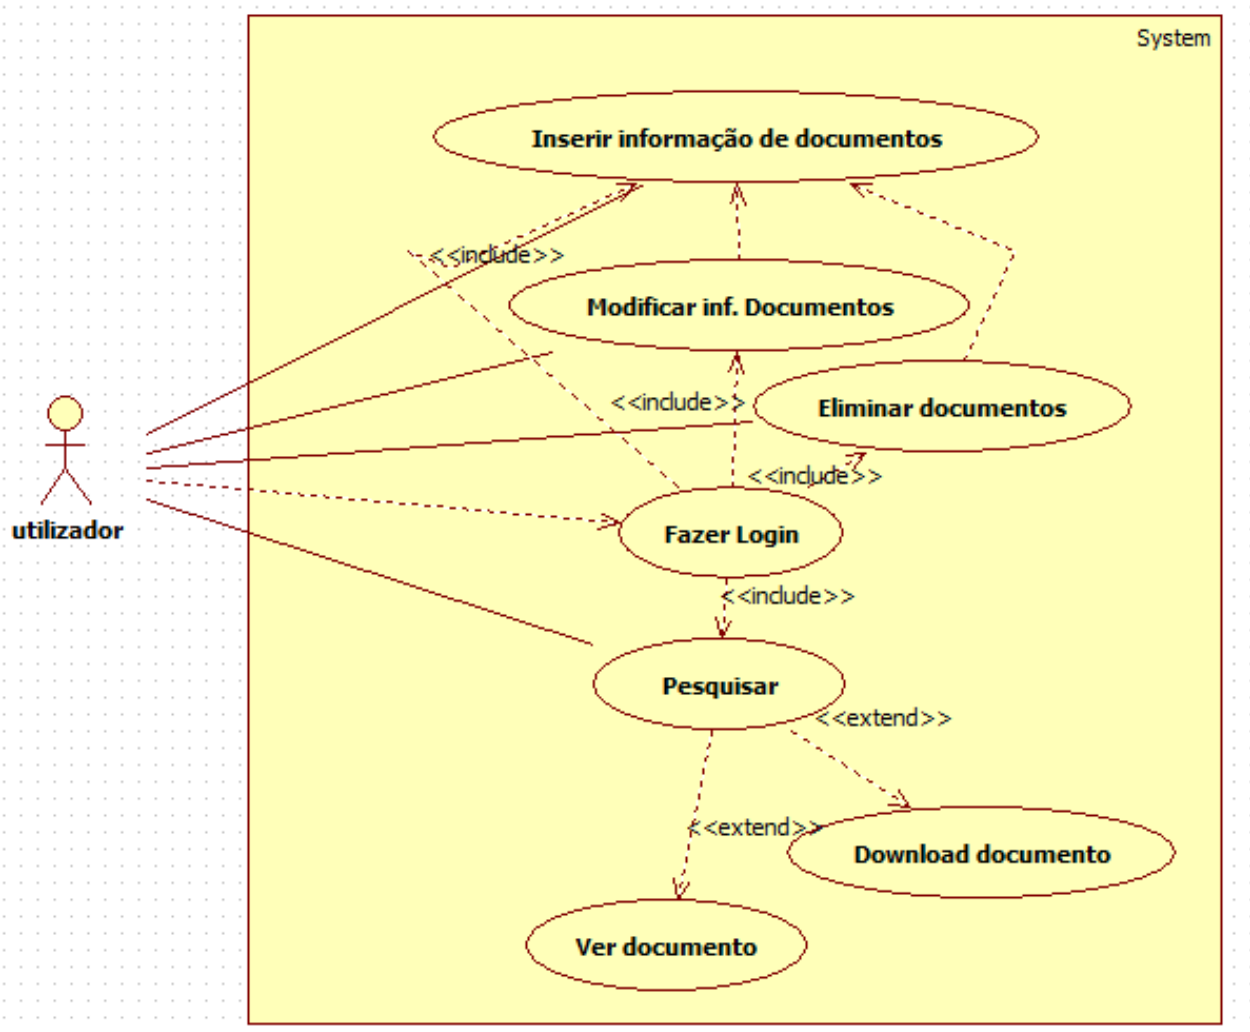 System
Inserir informação de documentos
<<include>>
Modificar inf. Documentos
<<include>>
Eliminar documentos
<<include>>
utilizador
Fazer Login
<<include>>
Pesquisar
<<extend>>
<<extend>>
Download documento
Ver documento